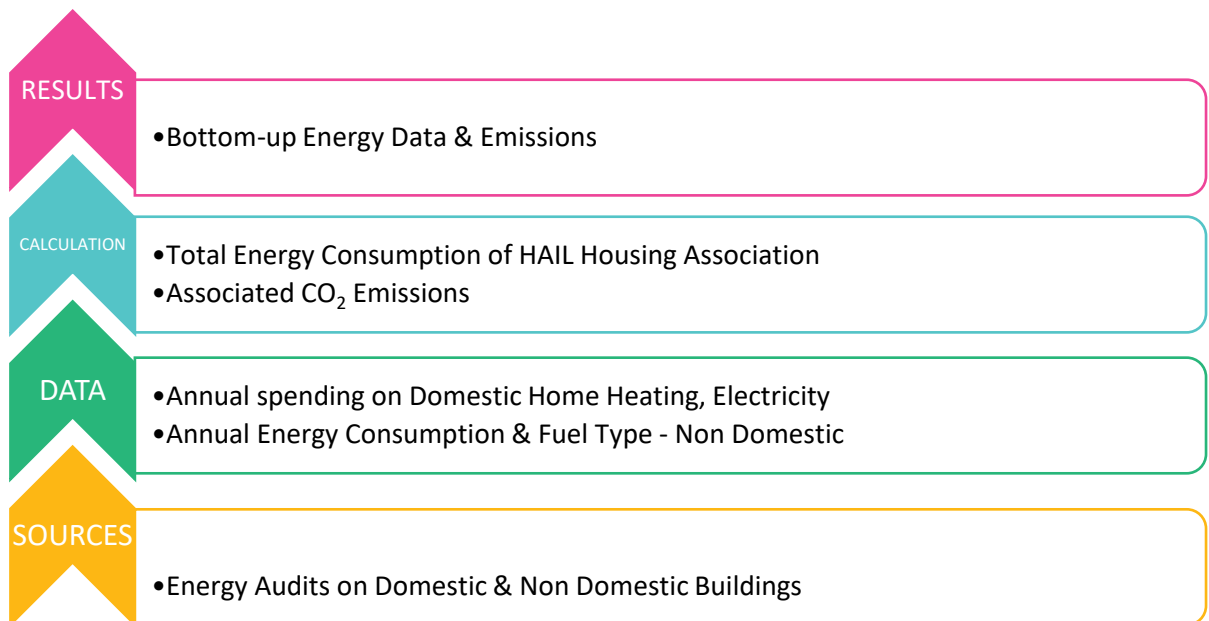 RESULTS
•Bottom-up Energy Data & Emissions
CALCULATION
•Total Energy Consumption of HAIL Housing Association
•Associated CO₂ Emissions
DATA
•Annual spending on Domestic Home Heating, Electricity
•Annual Energy Consumption & Fuel Type - Non Domestic
SOURCES
•Energy Audits on Domestic & Non Domestic Buildings